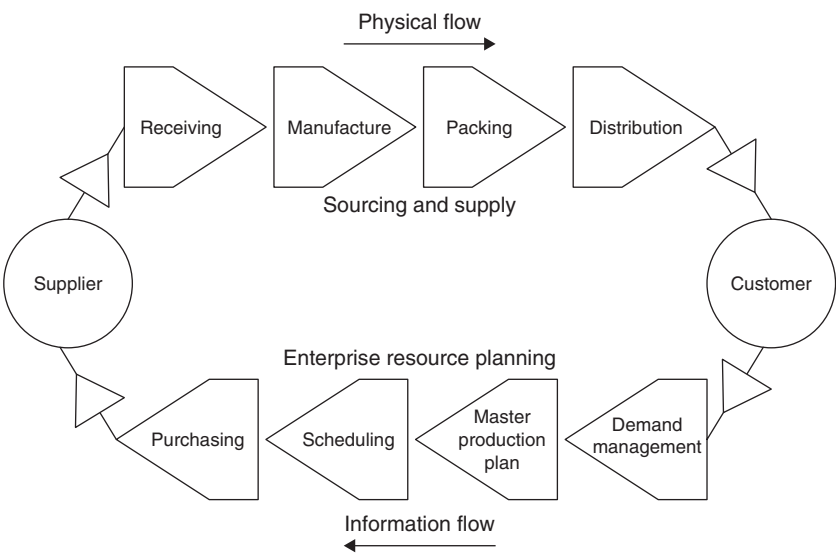 Physical flow
Receiving
Manufacture
Packing
Distribution
Sourcing and supply
Supplier
Customer
Enterprise resource planning
Purchasing
Scheduling
Master
production
plan
Demand
management
Information flow